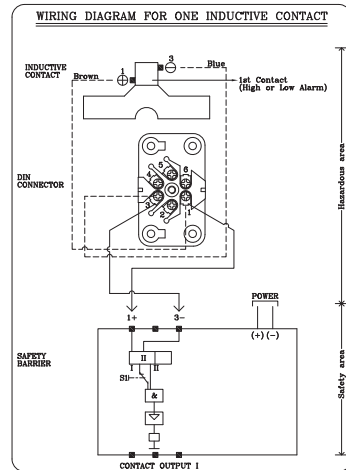 WIRING DIAGRAM FOR ONE INDUCTIVE CONTACT
INDUCTIVE
CONTACT
Brown
1
3
Blue
1st Contact
(High or Low Alarm)
Hazardous area
DIN
CONNECTOR
5
4
6
3
2
1
1+
3-
POWER
(+) (-)
SAFETY
BARRIER
II
I
II
S1
&
Safety area
CONTACT OUTPUT I